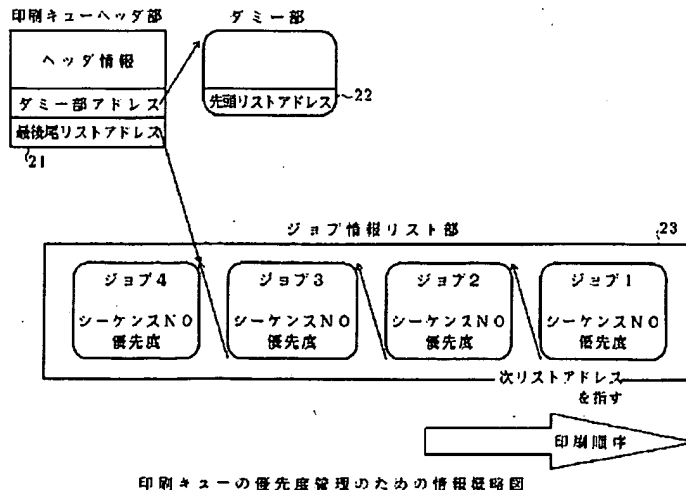 印刷キューヘッダ部
ダミー部
ヘッダ情報
ダミー部アドレス
先頭リストアドレス
22
最後尾リストアドレス
21
ジョブ情報リスト部
23
ジョブ4
シーケンスNO
優先度
ジョブ3
シーケンスNO
優先度
ジョブ2
シーケンスNO
優先度
ジョブ1
シーケンスNO
優先度
次リストアドレス
を指す
印刷順序
印刷キューの優先度管理のための情報概略図